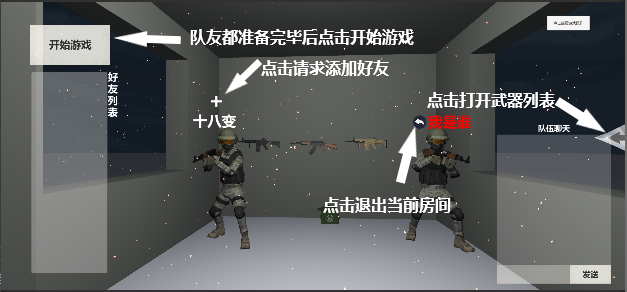 开始游戏
队友都准备完毕后点击开始游戏
点击请求添加好友
好友列表
+
十八变
点击打开武器列表
我是谁
队伍聊天
点击退出当前房间
发送